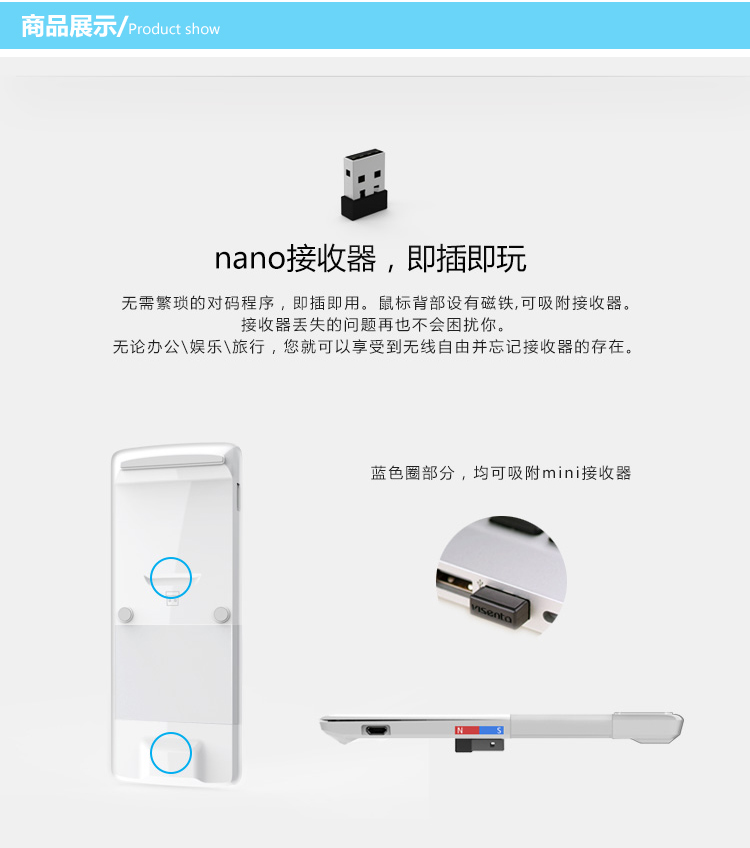 商品展示/Product show
nano接收器，即插即玩
无需繁琐的对码程序，即插即用。鼠标背部设有磁铁,可吸附接收器。
接收器丢失的问题再也不会困扰你。
无论办公\娱乐\旅行，您就可以享受到无线自由并忘记接收器的存在。
蓝色圈部分，均可吸附mini接收器
visenta
N S